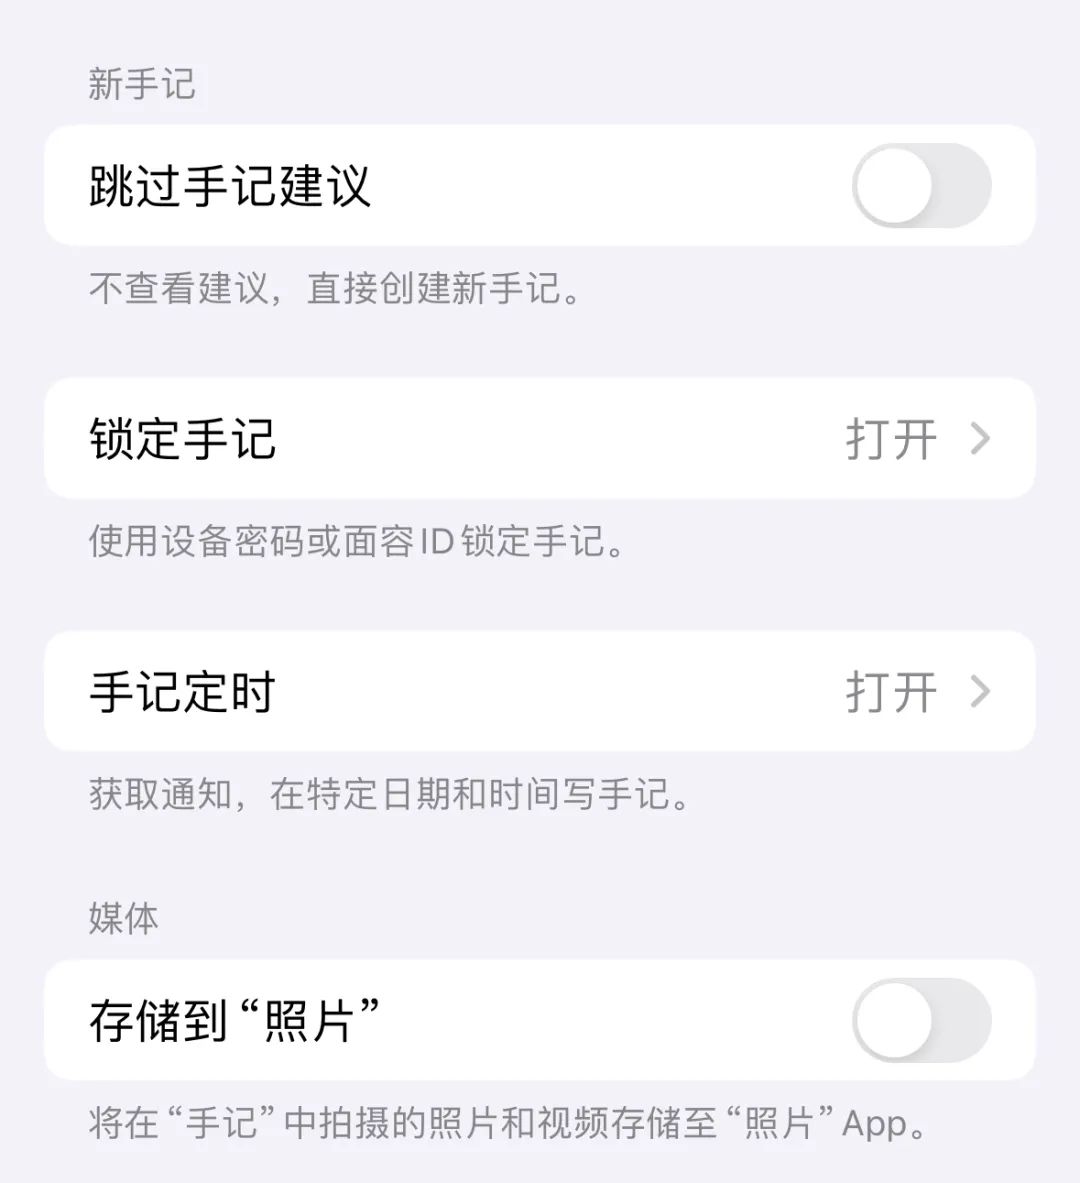 新手记
跳过手记建议
不查看建议，直接创建新手记。
锁定手记 打开
使用设备密码或面容ID锁定手记。
手记定时 打开
获取通知，在特定日期和时间写手记。
媒体
存储到“照片”
将在“手记”中拍摄的照片和视频存储至“照片”App。